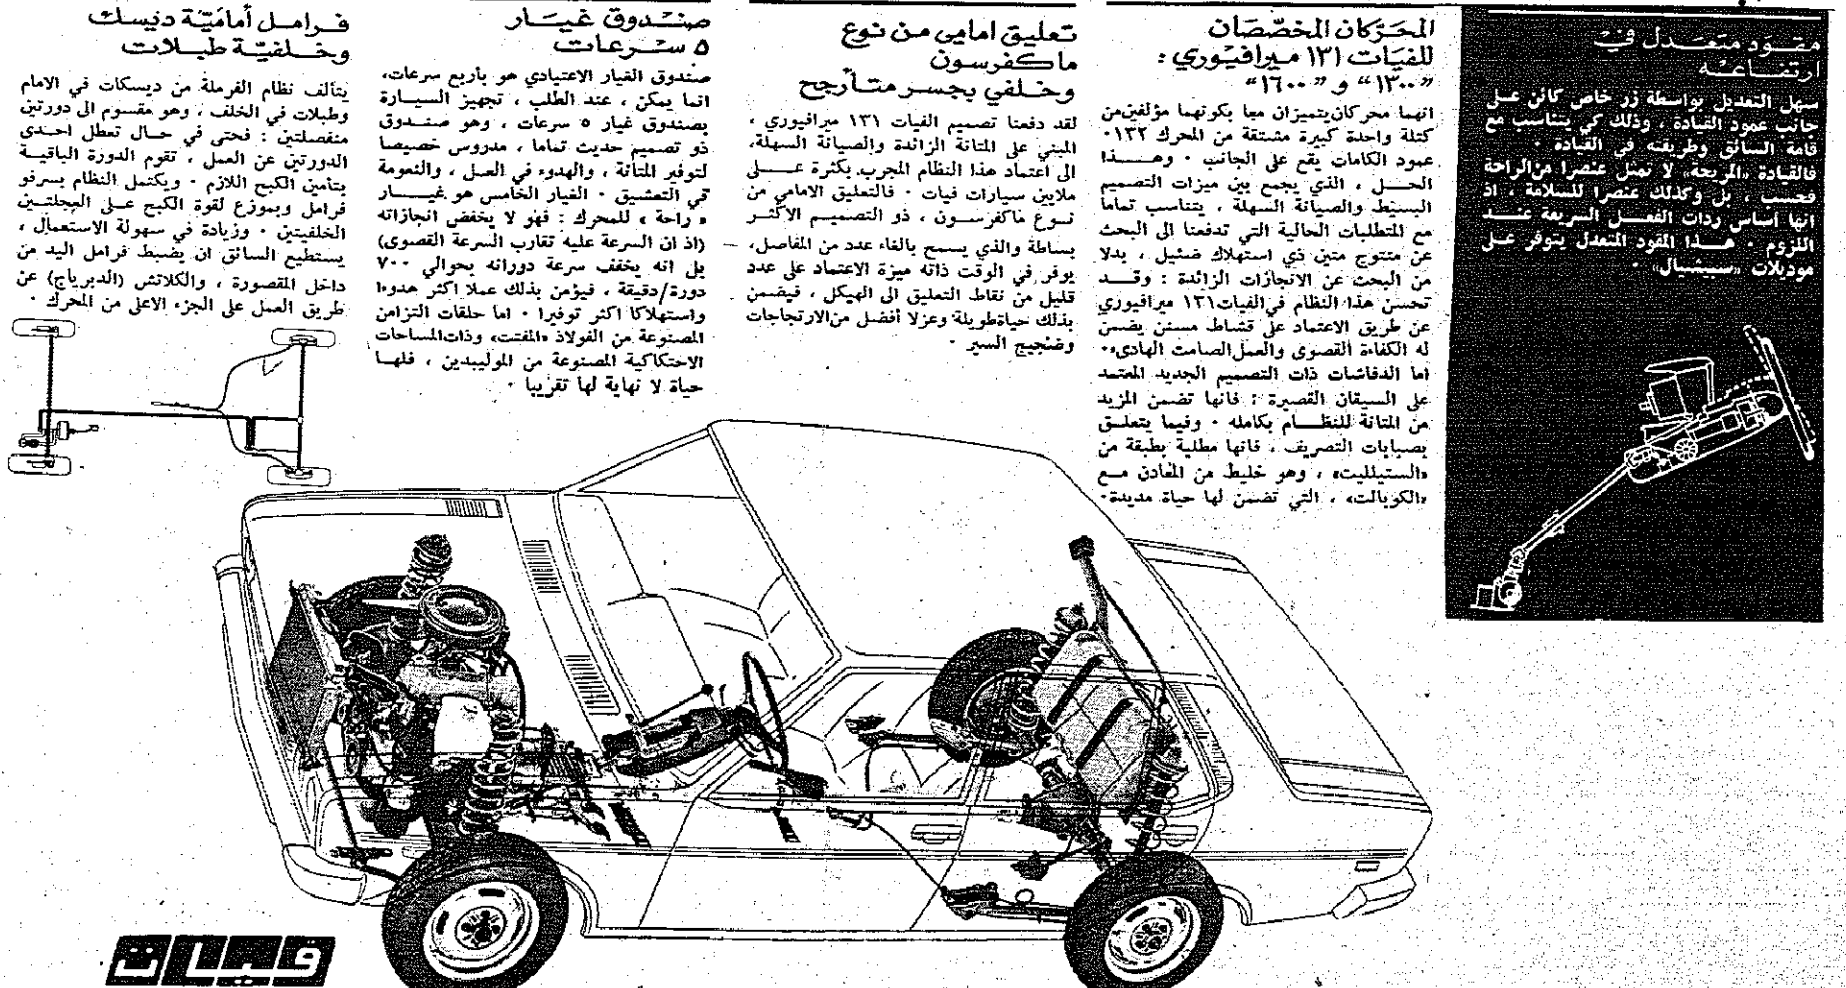 مقود متعدل في
ارتفاعه
سهل التعديل بواسطة زر خاص كائن على
جانب عمود القيادة ، وذلك كي يتناسب مع
قامة السائق وطريقته في القيادة ·
فالقيادة «المريحة» لا تمثل عنصرا من الراحة
فحسب ، بل وكذلك عنصرا للسلامة ، اذ
انها اساس ردات الفعل السريعة عند
اللزوم · هذا المقود المتعدل يتوفر على
موديلات «سبيشيال» ·
المحركان المخصصان
للفيات ١٣١ ميرافيوري :
"١٣٠٠" و "١٦٠٠"
انهما محركان يتميزان معا بكونهما مؤلفين من
كتلة واحدة كبيرة مشتقة من المحرك ١٣٢·
عمود الكامات يقع على الجانب · وهذا
الحل ، الذي يجمع بين ميزات التصميم
البسيط والصيانة السهلة ، يتناسب تماما
مع المتطلبات الحالية التي تدفعنا الى البحث
عن منتوج متين ذي استهلاك ضئيل ، بدلا
من البحث عن الانجازات الزائدة : وقد
تحسن هذا النظام في الفيات ١٣١ ميرافيوري
عن طريق الاعتماد على قشاط مسنن يضمن
له الكفاءة القصوى والعمل الصامت الهادىء·
اما الدفاشات ذات التصميم الجديد المعتمد
على السيقان القصيرة : فانها تضمن المزيد
من المتانة للنظام بكامله · وفيما يتعلق
بصبابات التصريف ، فانها مطلية بطبقة من
«الستيلليت» ، وهو خليط من المعادن مع
«الكوبالت» ، التي تضمن لها حياة مديدة·
تعليق امامي من نوع
ماكفرسون
وخلفي بجسر متأرجح
لقد دفعنا تصميم الفيات ١٣١ ميرافيوري ،
المبني على المتانة الزائدة والصيانة السهلة،
الى اعتماد هذا النظام المجرب بكثرة على
ملايين سيارات فيات · فالتعليق الامامي من
نوع ماكفرسون ، ذو التصميم الاكثر
بساطة والذي يسمح بالغاء عدد من المفاصل،
يوفر في الوقت ذاته ميزة الاعتماد على عدد
قليل من نقاط التعليق الى الهيكل ، فيضمن
بذلك حياة طويلة وعزلا أفضل من الارتجاجات
وضجيج السير ·
صندوق غيار
٥ سرعات
صندوق الغيار الاعتيادي هو بأربع سرعات،
انما يمكن ، عند الطلب ، تجهيز السيارة
بصندوق غيار ٥ سرعات ، وهو صندوق
ذو تصميم حديث تماما ، مدروس خصيصا
لتوفير المتانة ، والهدوء في العمل ، والنعومة
في التعشيق · الغيار الخامس هو غيار
« راحة » للمحرك : فهو لا يخفض انجازاته
(اذ ان السرعة عليه تقارب السرعة القصوى)
بل انه يخفف سرعة دورانه بحوالي ٧٠٠
دورة/دقيقة ، فيؤمن بذلك عملا اكثر هدوءا
واستهلاكا اكثر توفيرا · اما حلقات التزامن
المصنوعة من الفولاذ «المفتت» وذات المساحات
الاحتكاكية المصنوعة من الموليبدين ، فلها
حياة لا نهاية لها تقريبا ·
فرامل أمامية ديسك
وخلفية طبلات
يتألف نظام الفرملة من ديسكات في الامام
وطبلات في الخلف ، وهو مقسوم الى دورتين
منفصلتين : فحتى في حال تعطل احدى
الدورتين عن العمل ، تقوم الدورة الباقية
بتأمين الكبح اللازم · ويكتمل النظام بسرفو
فرامل وبموزع لقوة الكبح على العجلتين
الخلفيتين · وزيادة في سهولة الاستعمال ،
يستطيع السائق ان يضبط فرامل اليد من
داخل المقصورة ، والكلاتش (الدبرياج) عن
طريق العمل على الجزء الاعلى من المحرك ·
فيات